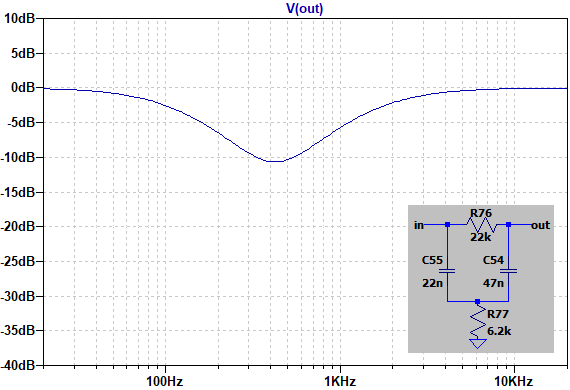 V(out)
10dB
5dB
0dB
-5dB
-10dB
-15dB
-20dB
-25dB
-30dB
-35dB
-40dB
100Hz 1KHz 10KHz
R76
in out
22k
C55 C54
22n 47n
R77
6.2k